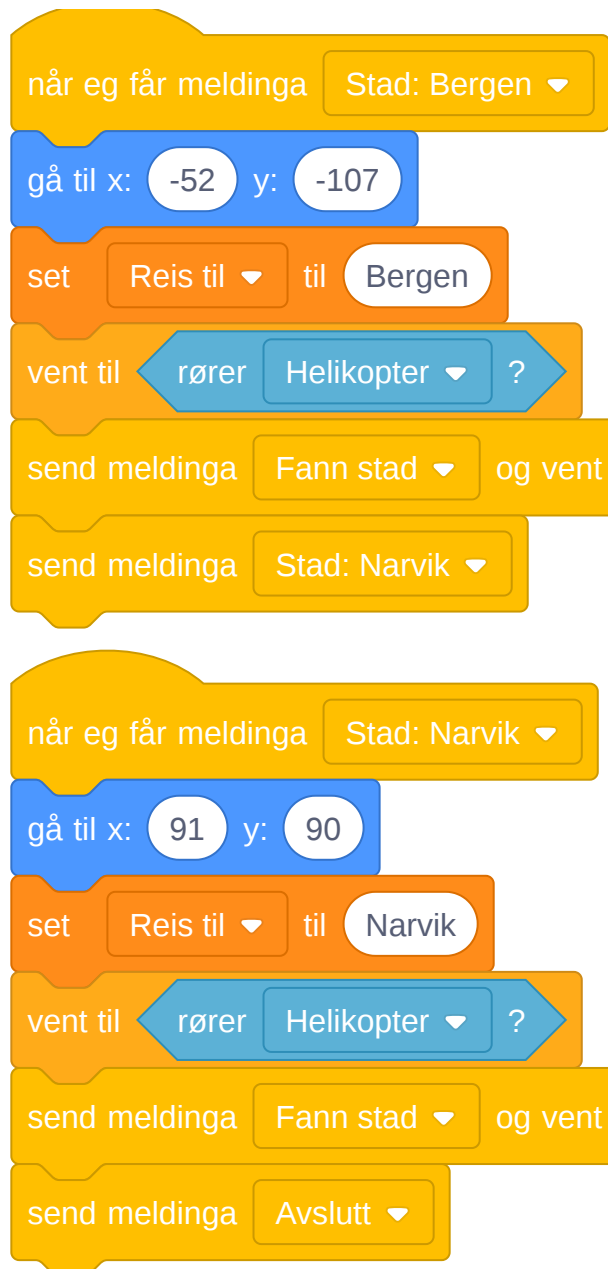 når eg får meldinga Stad: Bergen
gå til x: -52 y: -107
set Reis til til Bergen
vent til rører Helikopter ?
send meldinga Fann stad og vent
send meldinga Stad: Narvik
når eg får meldinga Stad: Narvik
gå til x: 91 y: 90
set Reis til til Narvik
vent til rører Helikopter ?
send meldinga Fann stad og vent
send meldinga Avslutt